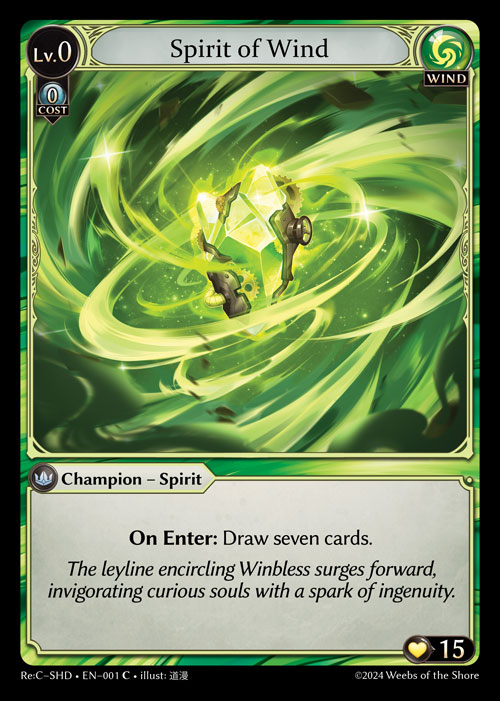 Lv.0
Spirit of Wind
WIND
0
COST
Champion – Spirit
On Enter: Draw seven cards.
The leyline encircling Winbless surges forward,
invigorating curious souls with a spark of ingenuity.
15
Re:C–SHD • EN–001 C • illust: 道漫
©2024 Weebs of the Shore